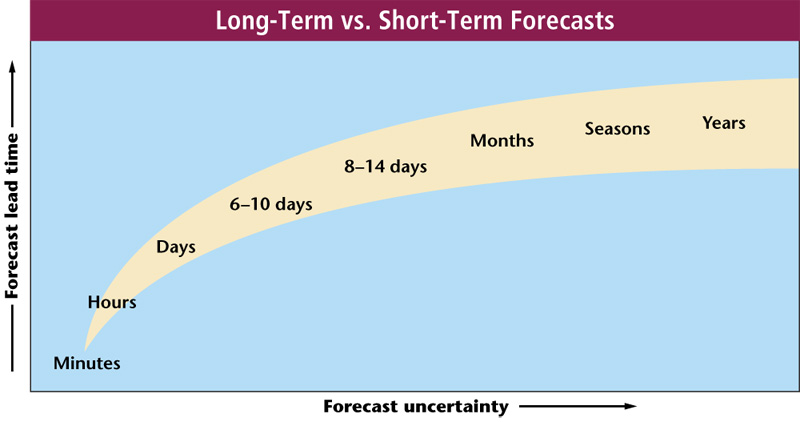 Long-Term vs. Short-Term Forecasts
Forecast lead time
Years
Seasons
Months
8–14 days
6–10 days
Days
Hours
Minutes
Forecast uncertainty